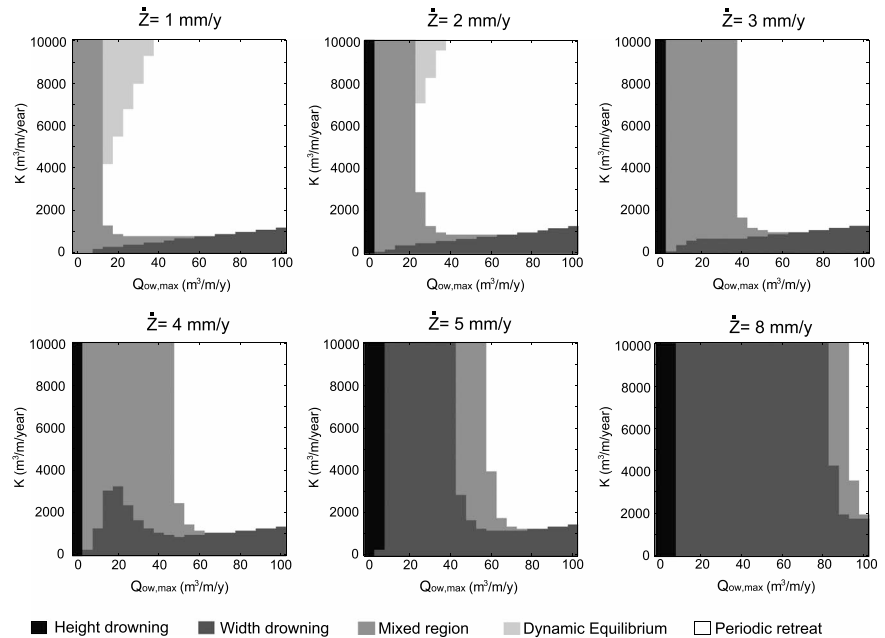 Ż= 1 mm/y
Ż= 2 mm/y
Ż= 3 mm/y
10000
8000
6000
4000
2000
0
K (m³/m/year)
0 20 40 60 80 100
Qow,max (m³/m/y)
10000
8000
6000
4000
2000
0
K (m³/m/year)
0 20 40 60 80 100
Qow,max (m³/m/y)
10000
8000
6000
4000
2000
0
K (m³/m/year)
0 20 40 60 80 100
Qow,max (m³/m/y)
Ż= 4 mm/y
Ż= 5 mm/y
Ż= 8 mm/y
10000
8000
6000
4000
2000
0
K (m³/m/year)
0 20 40 60 80 100
Qow,max (m³/m/y)
10000
8000
6000
4000
2000
0
K (m³/m/year)
0 20 40 60 80 100
Qow,max (m³/m/y)
10000
8000
6000
4000
2000
0
K (m³/m/year)
0 20 40 60 80 100
Qow,max (m³/m/y)
Height drowning Width drowning Mixed region Dynamic Equilibrium Periodic retreat